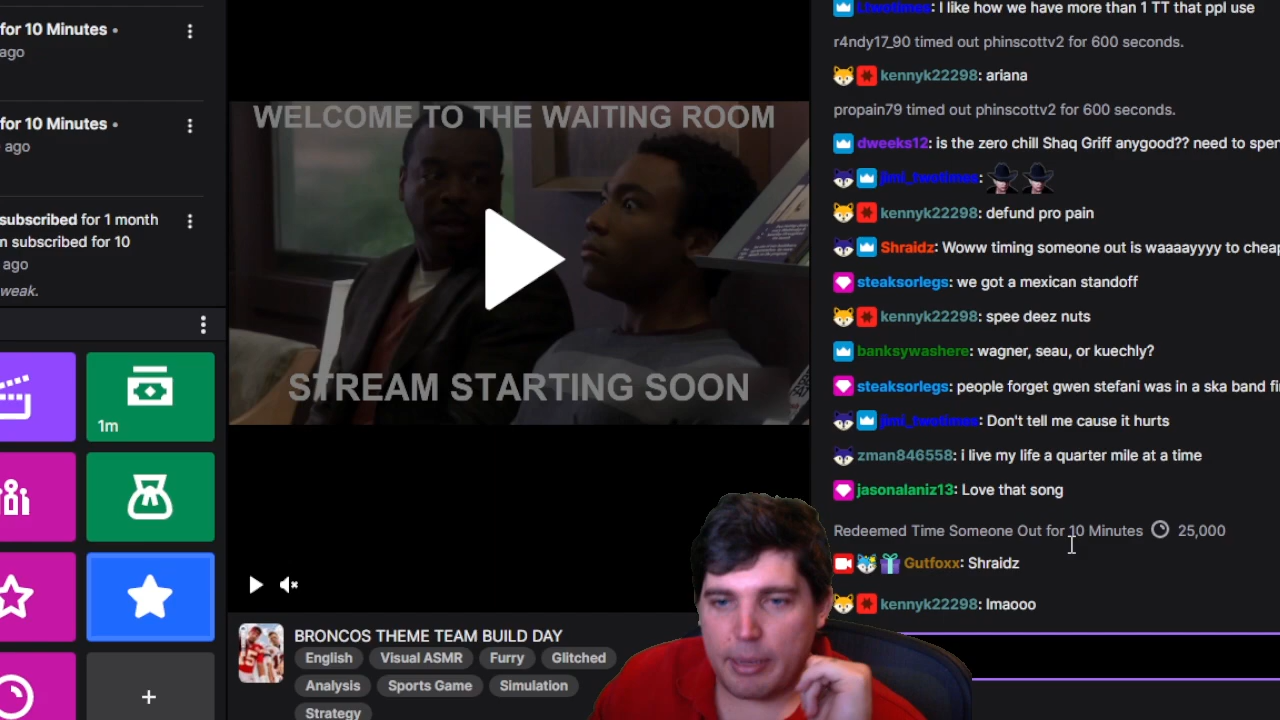 for 10 Minutes •
ago
for 10 Minutes •
ago
subscribed for 1 month
subscribed for 10
ago
weak.
1m
+
WELCOME TO THE WAITING ROOM
STREAM STARTING SOON
BRONCOS THEME TEAM BUILD DAY
English Visual ASMR Furry Glitched
Analysis Sports Game Simulation
Strategy
: I like how we have more than 1 TT that ppl use
r4ndy17_90 timed out phinscottv2 for 600 seconds.
kennyk22298: ariana
propain79 timed out phinscottv2 for 600 seconds.
dweeks12: is the zero chill Shaq Griff anygood?? need to
jimi_twotimes:
kennyk22298: defund pro pain
Shraidz: Woww timing someone out is waaaayyyy to
steaksorlegs: we got a mexican standoff
kennyk22298: spee deez nuts
banksywashere: wagner, seau, or kuechly?
steaksorlegs: people forget gwen stefani was in a ska band
jimi_twotimes: Don't tell me cause it hurts
zman846558: i live my life a quarter mile at a time
jasonalaniz13: Love that song
Redeemed Time Someone Out for 10 Minutes 25,000
Gutfoxx: Shraidz
kennyk22298: lmaooo